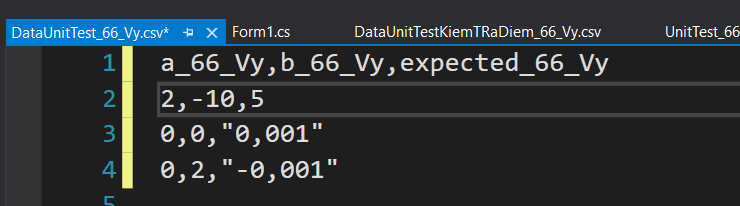 DataUnitTest_66_Vy.csv* Form1.cs DataUnitTestKiemTRaDiem_66_Vy.csv UnitTest_66
1 a_66_Vy,b_66_Vy,expected_66_Vy
2 2,-10,5
3 0,0,"0,001"
4 0,2,"-0,001"
5